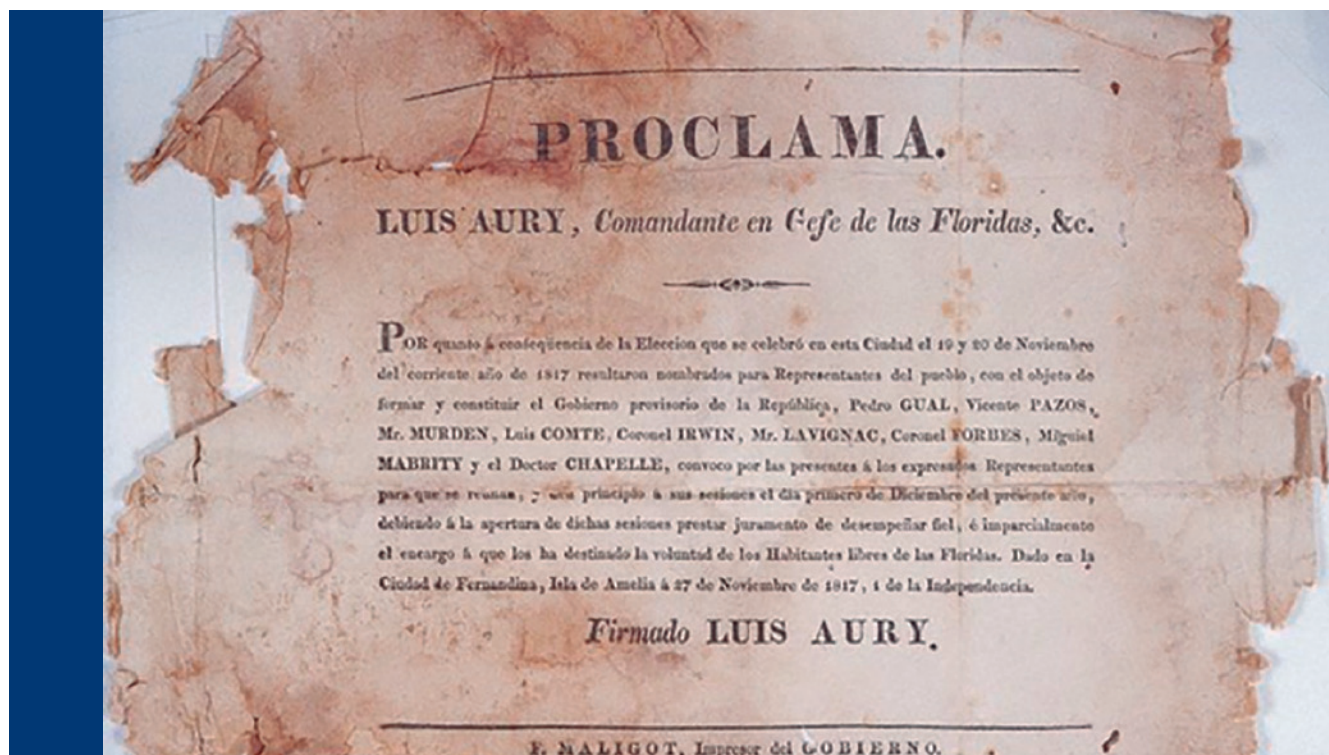 PROCLAMA.
LUIS AURY, Comandante en Gefe de las Floridas, &c.
POR quanto á conseqüencia de la Eleccion que se celebró en esta Ciudad el 19 y 20 de Noviembre
del corriente año de 1817 resultaron nombrados para Representantes del pueblo, con el objeto de
formar y constituir el Gobierno provisorio de la República, Pedro GUAL, Vicente PAZOS,
Mr. MURDEN, Luis COMTE, Coronel IRWIN, Mr. LAVIGNAC, Coronel FORBES, Miguiel
MABRITY y el Doctor CHAPELLE, convoco por las presentes á los expresados Representantes
para que se reunan, y den principio á sus sesiones el dia primero de Diciembre del presente año,
debiendo á la apertura de dichas sesiones prestar juramento de desempeñar fiel, é imparcialmente
el encargo á que los ha destinado la voluntad de los Habitantes libres de las Floridas. Dado en la
Ciudad de Fernandina, Isla de Amelia á 27 de Noviembre de 1817, 1 de la Independencia.
Firmado LUIS AURY.
P. MALIGOT, Impresor del GOBIERNO.